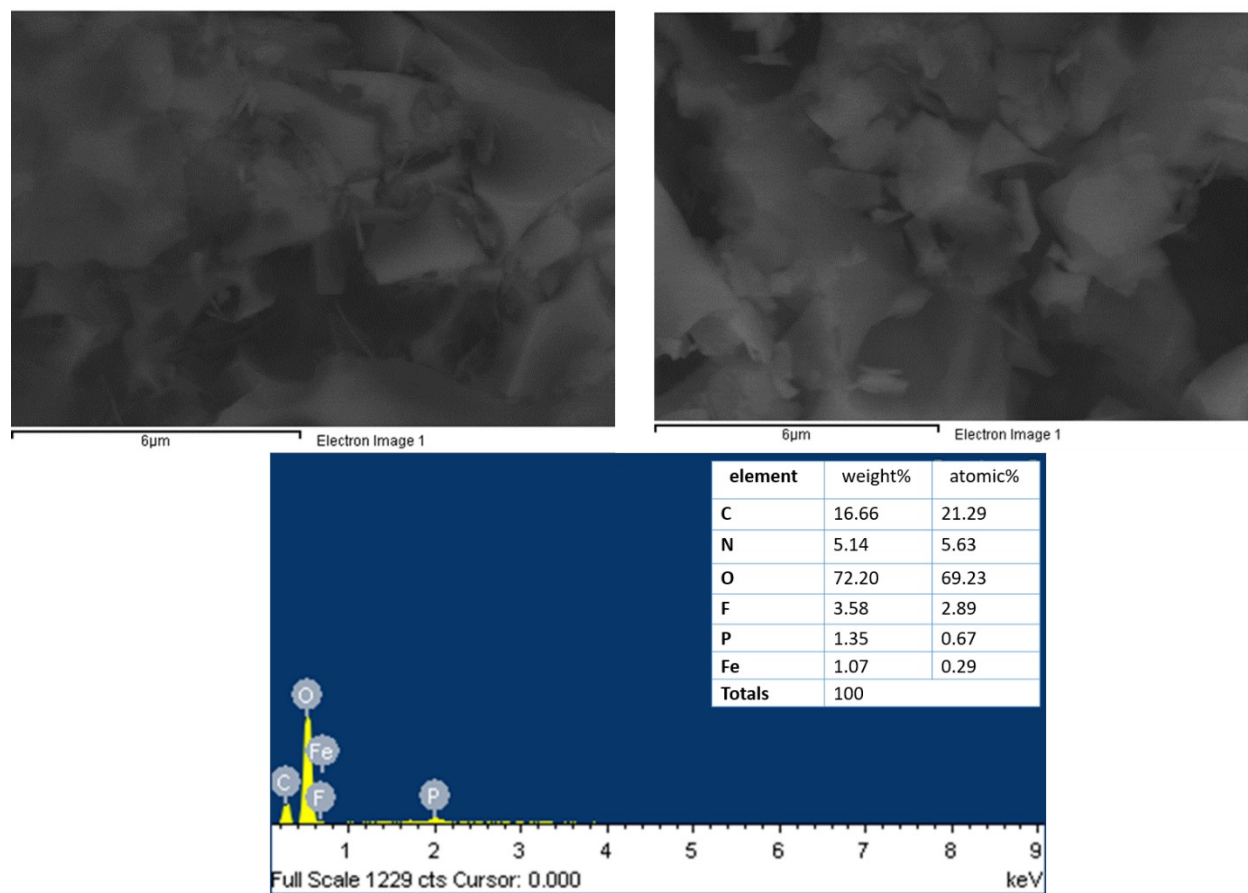 6µm Electron Image 1
6µm Electron Image 1
element weight% atomic%
C 16.66 21.29
N 5.14 5.63
O 72.20 69.23
F 3.58 2.89
P 1.35 0.67
Fe 1.07 0.29
Totals 100
O
Fe
C
F
P
1 2 3 4 5 6 7 8 9
Full Scale 1229 cts Cursor: 0.000 keV